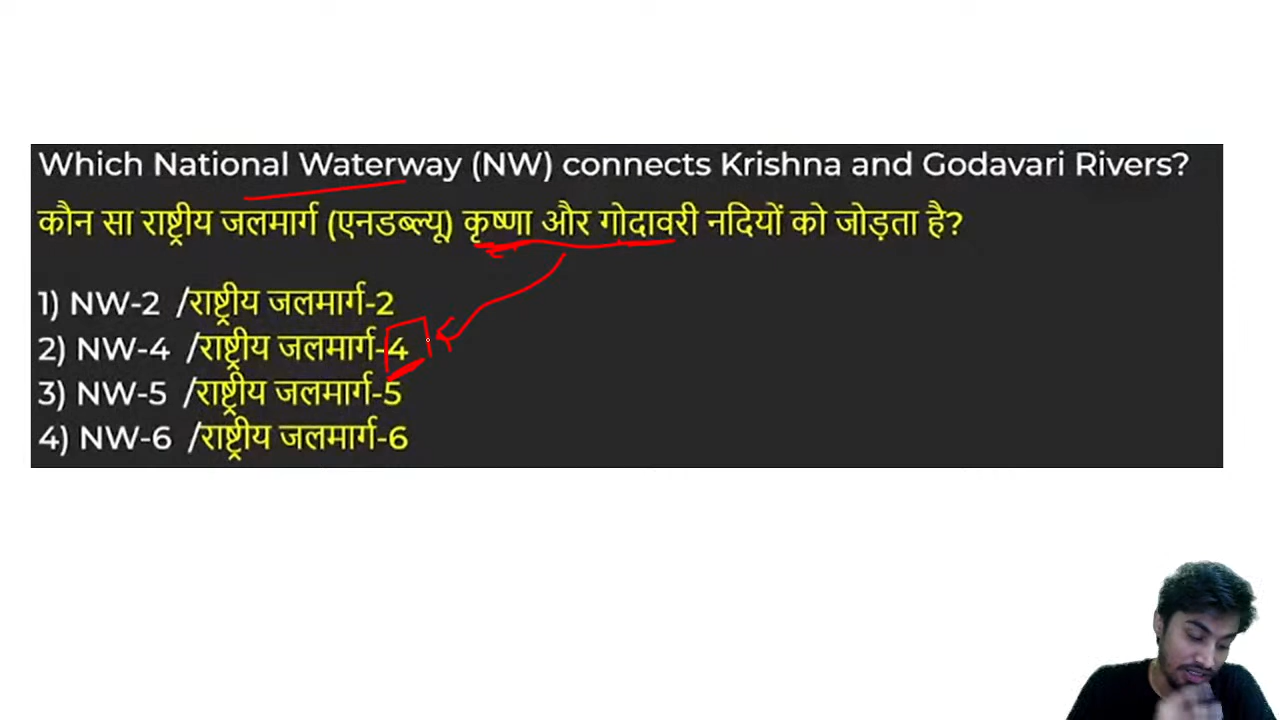 Which National Waterway (NW) connects Krishna and Godavari Rivers?
कौन सा राष्ट्रीय जलमार्ग (एनडब्ल्यू) कृष्णा और गोदावरी नदियों को जोड़ता है?
1) NW-2 /राष्ट्रीय जलमार्ग-2
2) NW-4 /राष्ट्रीय जलमार्ग-4
3) NW-5 /राष्ट्रीय जलमार्ग-5
4) NW-6 /राष्ट्रीय जलमार्ग-6